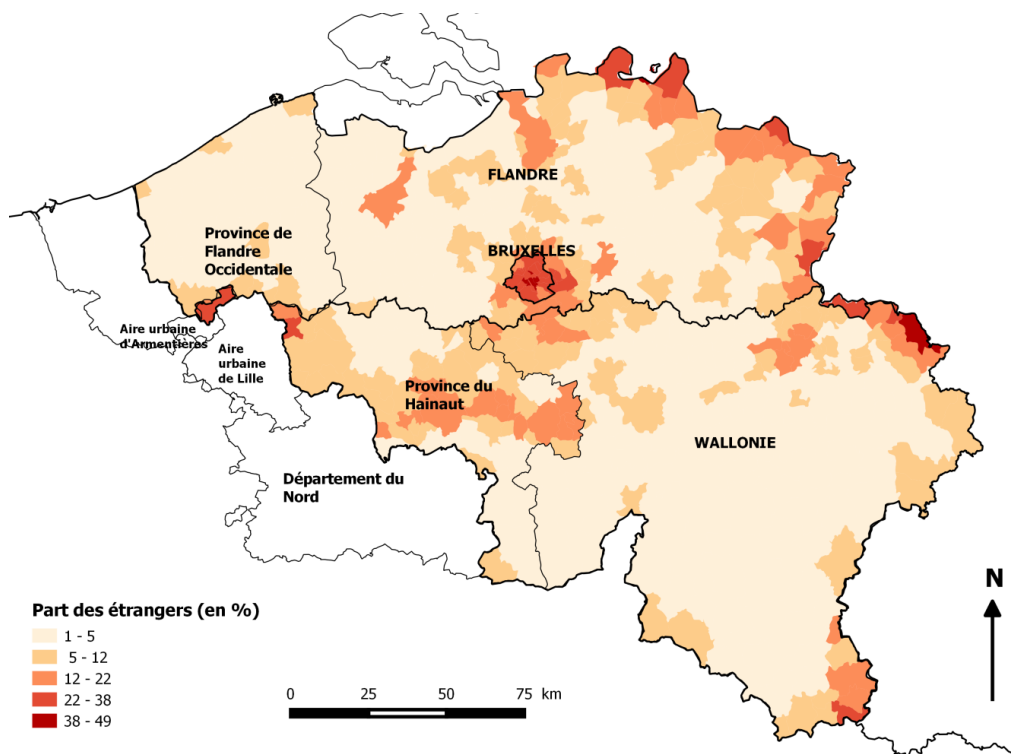 FLANDRE
Province de
Flandre
Occidentale
BRUXELLES
Aire urbaine
d'Armentières
Aire
urbaine
de Lille
Province du
Hainaut
WALLONIE
Département du
Nord
N
Part des étrangers (en %)
1 - 5
5 - 12
12 - 22
22 - 38
38 - 49
0 25 50 75 km